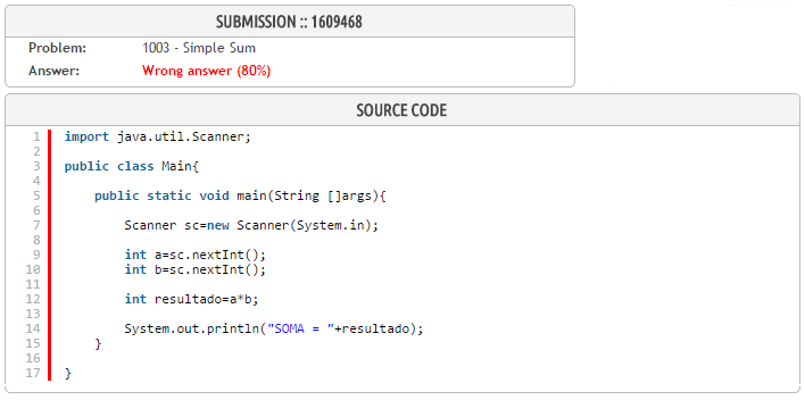 SUBMISSION :: 1609468
Problem: 1003 - Simple Sum
Answer: Wrong answer (80%)
SOURCE CODE
1 import java.util.Scanner;
2
3 public class Main{
4
5 public static void main(String []args){
6
7 Scanner sc=new Scanner(System.in);
8
9 int a=sc.nextInt();
10 int b=sc.nextInt();
11
12 int resultado=a*b;
13
14 System.out.println("SOMA = "+resultado);
15 }
16
17 }